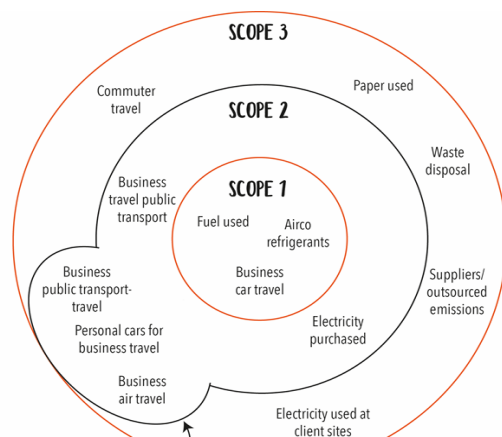 SCOPE 3
Commuter
travel
Paper used
SCOPE 2
Waste
disposal
Business
travel public
transport
SCOPE 1
Fuel used
Airco
refrigerants
Business
car travel
Business
public transport-
travel
Suppliers/
outsourced
emissions
Personal cars for
business travel
Electricity
purchased
Business
air travel
Electricity used at
client sites